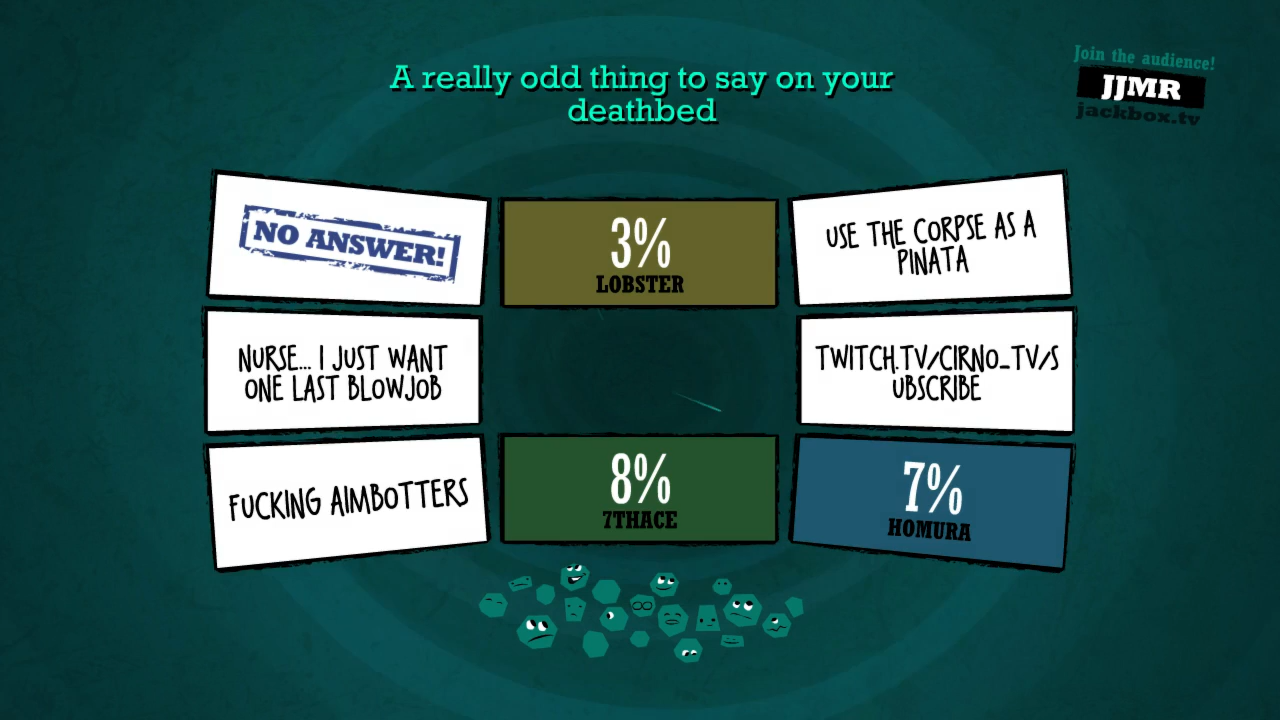 A really odd thing to say on your
deathbed
Join the audience!
JJMR
jackbox.tv
NO ANSWER!
3%
LOBSTER
USE THE CORPSE AS A
PINATA
NURSE... I JUST WANT
ONE LAST BLOWJOB
TWITCH.TV/CIRNO_TV/S
UBSCRIBE
FUCKING AIMBOTTERS
8%
7THACE
7%
HOMURA